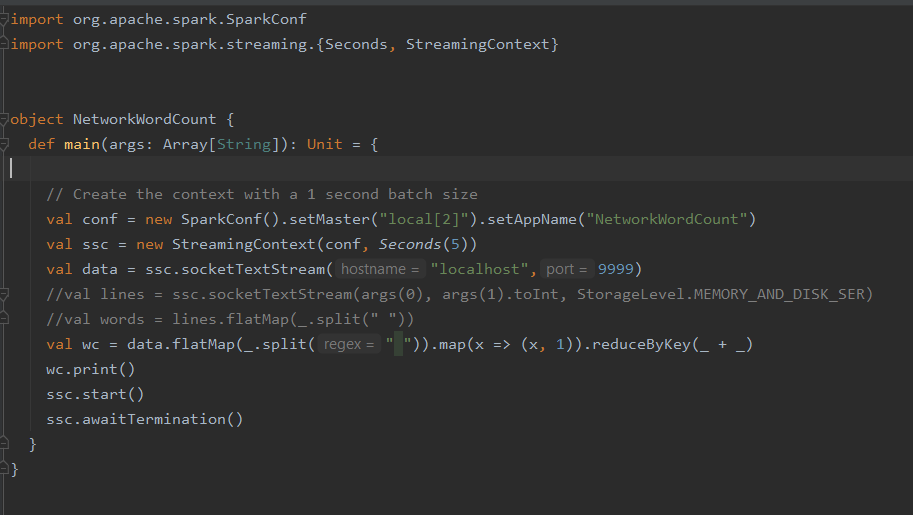 import org.apache.spark.SparkConf
import org.apache.spark.streaming.{Seconds, StreamingContext}
object NetworkWordCount {
def main(args: Array[String]): Unit = {
// Create the context with a 1 second batch size
val conf = new SparkConf().setMaster("local[2]").setAppName("NetworkWordCount")
val ssc = new StreamingContext(conf, Seconds(5))
val data = ssc.socketTextStream( hostname = "localhost", port = 9999)
//val lines = ssc.socketTextStream(args(0), args(1).toInt, StorageLevel.MEMORY_AND_DISK_SER)
//val words = lines.flatMap(_.split(" "))
val wc = data.flatMap(_.split( regex = " ")).map(x => (x, 1)).reduceByKey(_ + _)
wc.print()
ssc.start()
ssc.awaitTermination()
}
}